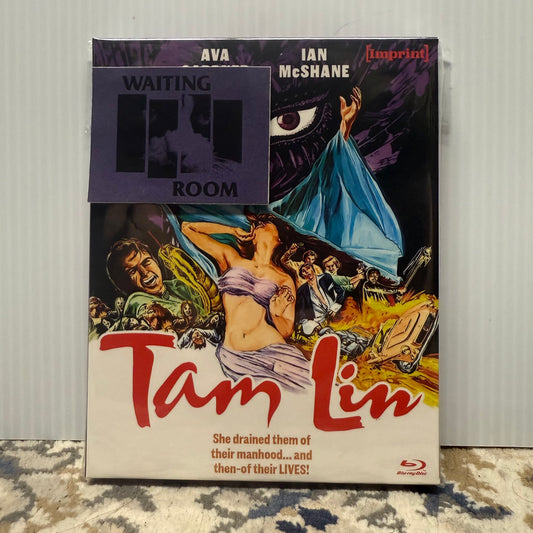 AVA
IAN
McSHANE
[Imprint]
WAITING
ROOM
Tam Lin
She drained them of
their manhood... and
then-of their LIVES!
Blu-ray Disc